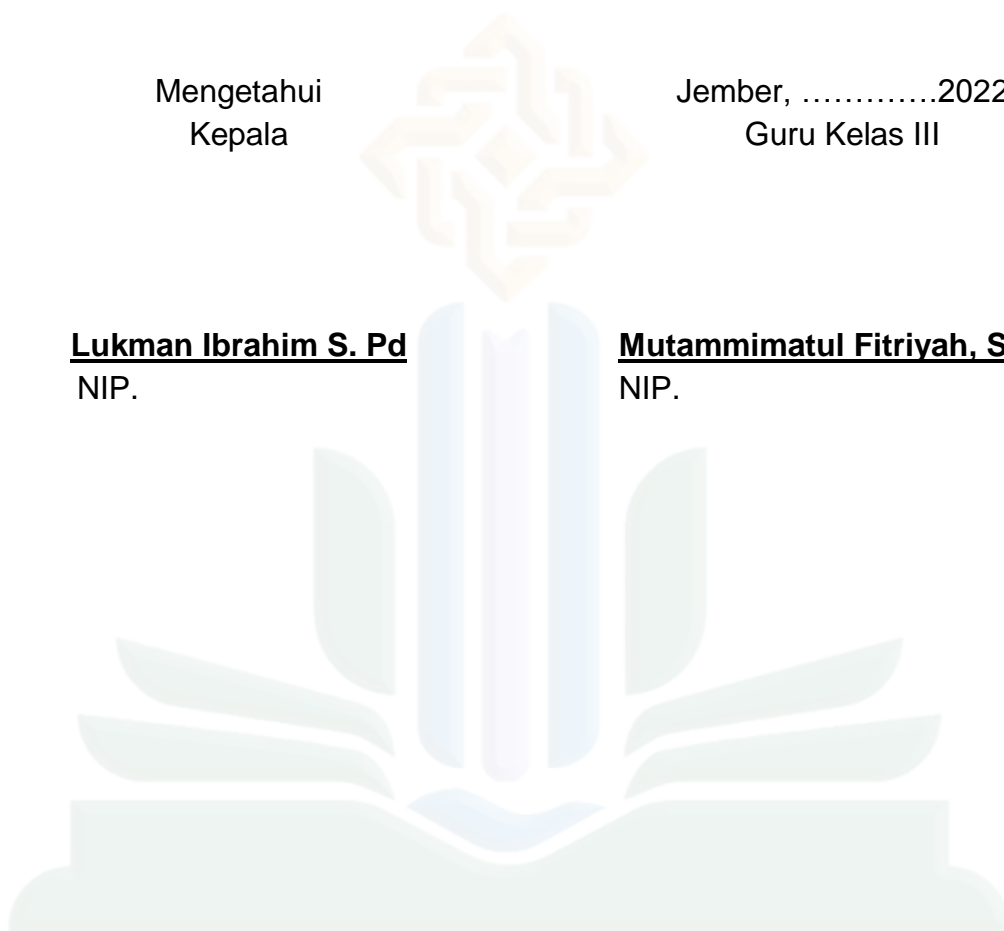 Mengetahui Jember, ………….2022
Kepala Guru Kelas III
Lukman Ibrahim S. Pd Mutammimatul Fitriyah, S
NIP. NIP.